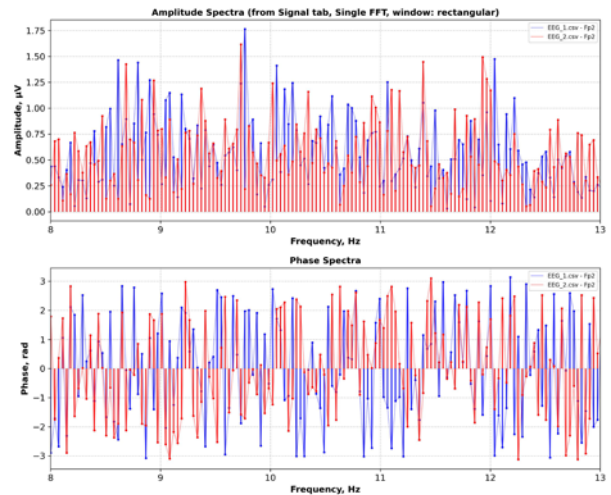 Amplitude Spectra (from Signal tab, Single FFT, window: rectangular)
EEG_1.csv - Fp2
EEG_2.csv - Fp2
Amplitude, µV
1.75
1.50
1.25
1.00
0.75
0.50
0.25
0.00
8
9
10
11
12
13
Frequency, Hz
Phase Spectra
EEG_1.csv - Fp2
EEG_2.csv - Fp2
Phase, rad
3
2
1
0
−1
−2
−3
8
9
10
11
12
13
Frequency, Hz